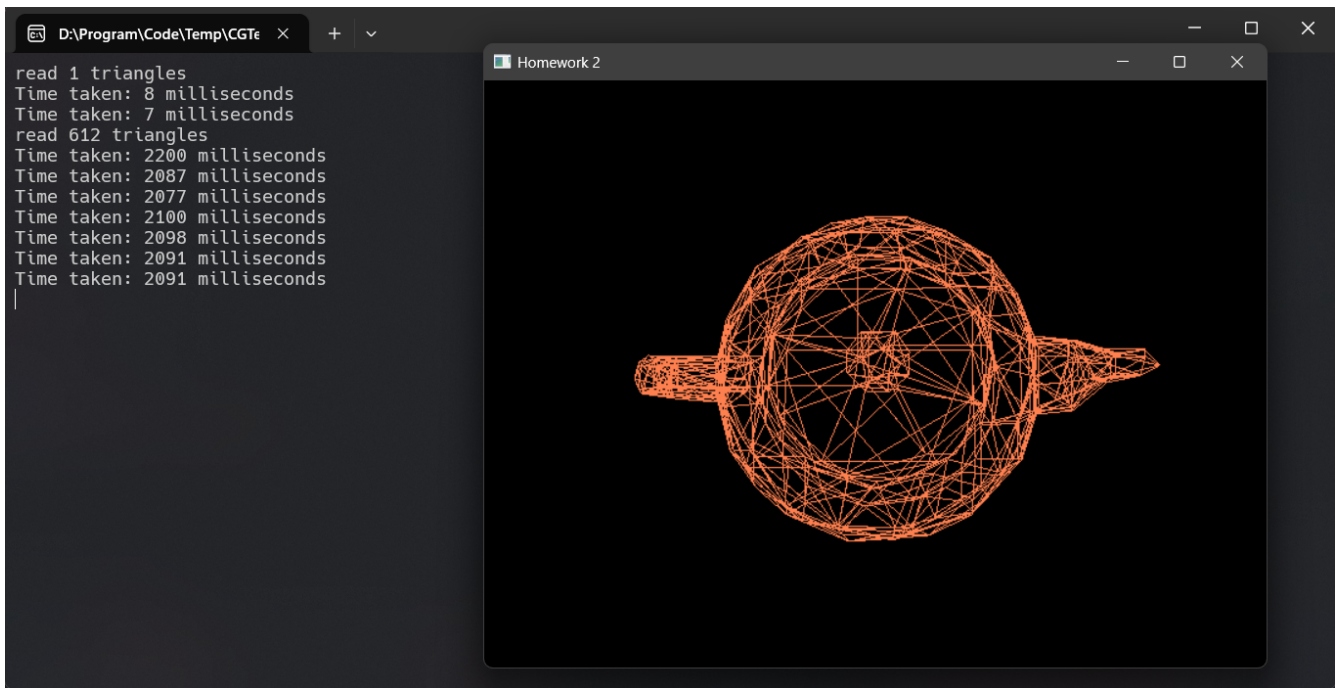 D:\Program\Code\Temp\CGTe
read 1 triangles
Time taken: 8 milliseconds
Time taken: 7 milliseconds
read 612 triangles
Time taken: 2200 milliseconds
Time taken: 2087 milliseconds
Time taken: 2077 milliseconds
Time taken: 2100 milliseconds
Time taken: 2098 milliseconds
Time taken: 2091 milliseconds
Time taken: 2091 milliseconds
Homework 2